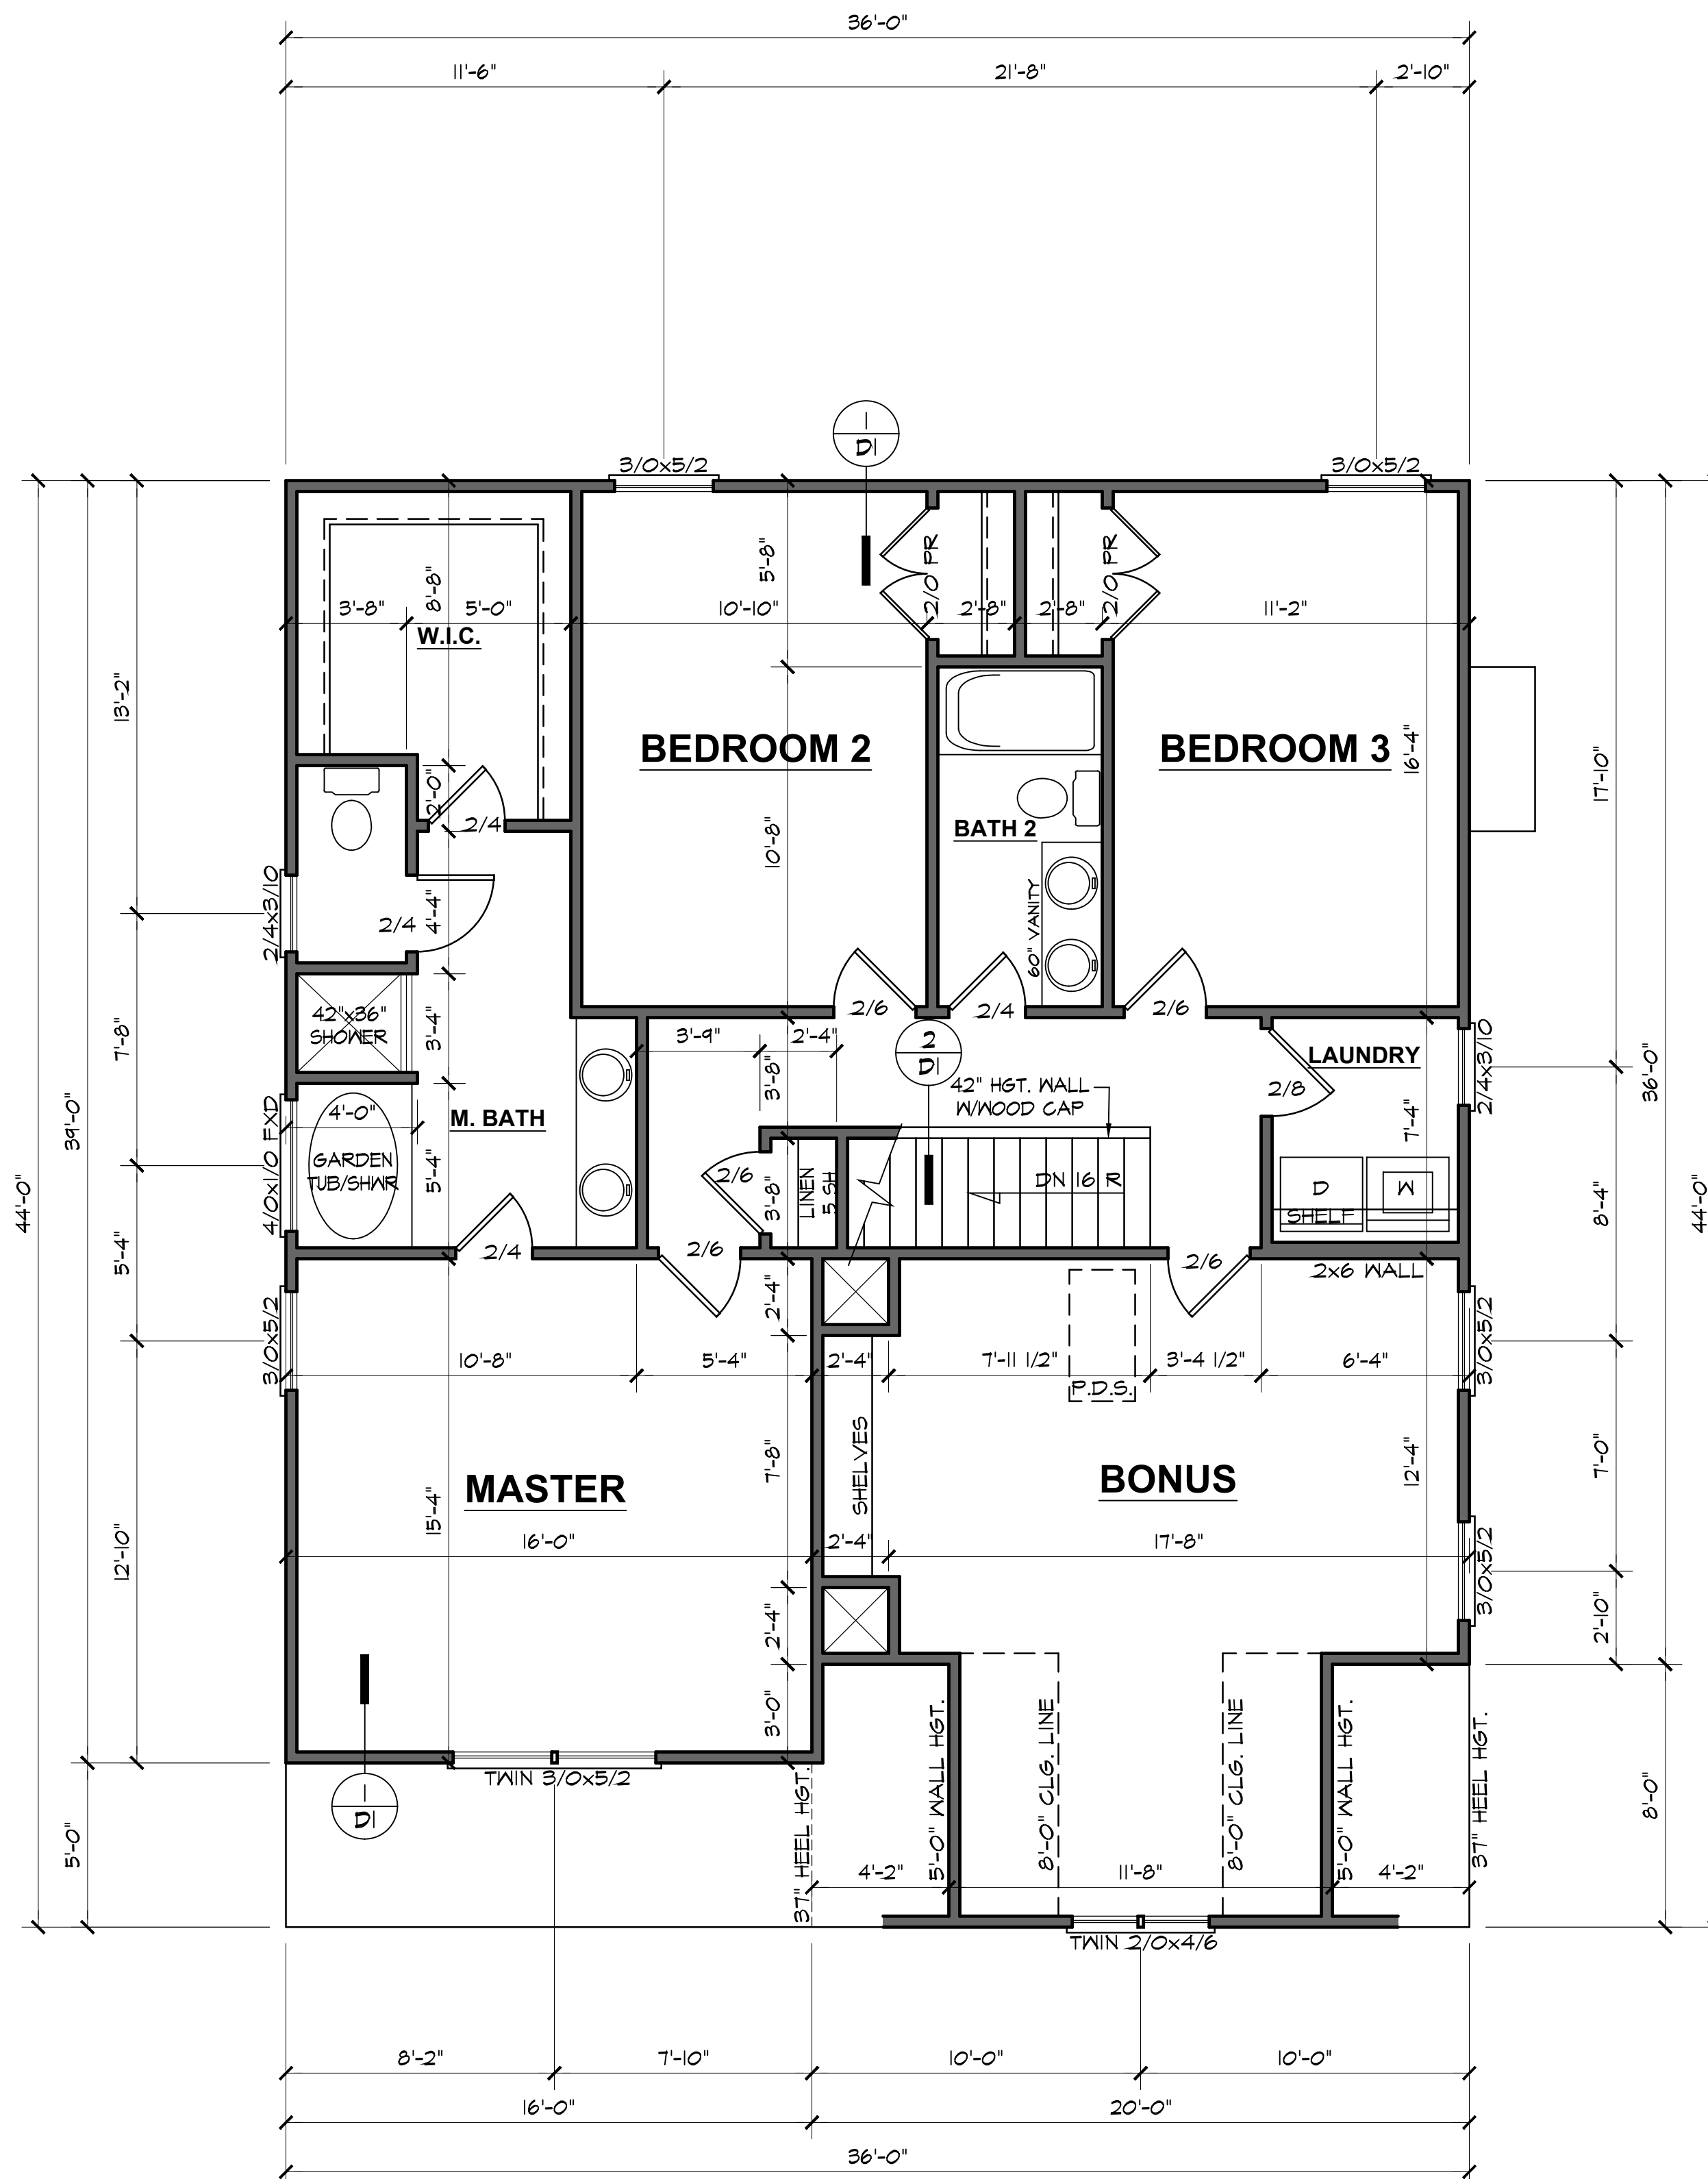 36'-0"
11'-6"
21'-8"
2'-10"
1
D1
3/0x5/2
3/0x5/2
5'-8"
2/0 PR
2/0 PR
8'-8"
3'-8"
5'-0"
10'-10"
2'-8"
2'-8"
11'-2"
W.I.C.
13'-2"
BEDROOM 2
BEDROOM 3
16'-4"
17'-10"
2'-0"
2/4
BATH 2
10'-8"
2/4x3/10
2/4
4'-4"
60" VANITY
2/6
2/4
2/6
42"x36"
SHOWER
3'-4"
7'-8"
3'-9"
2'-4"
3'-8"
2
D1
LAUNDRY
2/8
2/4x3/10
36'-0"
39'-0"
42" HGT. WALL
W/WOOD CAP
7'-4"
4'-0"
M. BATH
4/0x1/0 FXD
GARDEN
TUB/SHWR
5'-4"
2/6
3'-8"
LINEN
5 SH
DN 16 R
D
W
SHELF
8'-4"
44'-0"
44'-0"
5'-4"
2/4
2/6
2/6
2x6 WALL
2'-4"
3/0x5/2
3/0x5/2
10'-8"
5'-4"
2'-4"
7'-11 1/2"
3'-4 1/2"
6'-4"
P.D.S.
SHELVES
7'-8"
12'-4"
7'-0"
MASTER
BONUS
15'-4"
16'-0"
2'-4"
17'-8"
12'-10"
3/0x5/2
2'-4"
2'-10"
3'-0"
TWIN 3/0x5/2
1
D1
37" HEEL HGT.
5'-0" WALL HGT.
8'-0" CLG. LINE
8'-0" CLG. LINE
5'-0" WALL HGT.
37" HEEL HGT.
5'-0"
8'-0"
4'-2"
11'-8"
4'-2"
TWIN 2/0x4/6
8'-2"
7'-10"
10'-0"
10'-0"
16'-0"
20'-0"
36'-0"